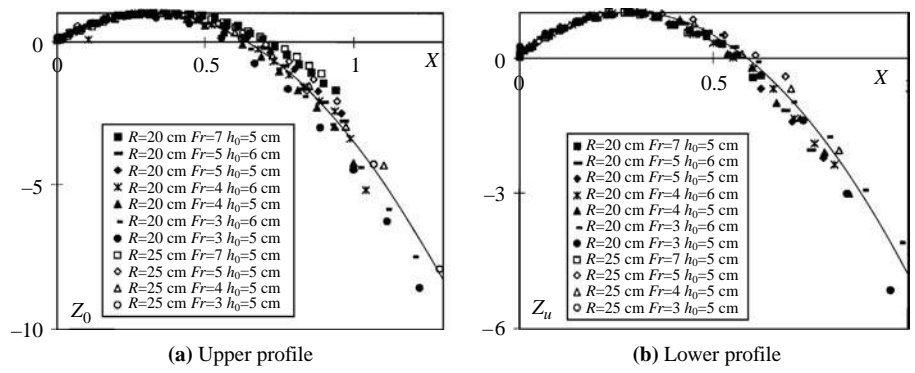 0
0
0.5
1
X
R=20 cm Fr=7 h₀=5 cm
R=20 cm Fr=5 h₀=6 cm
R=20 cm Fr=5 h₀=5 cm
R=20 cm Fr=4 h₀=6 cm
R=20 cm Fr=4 h₀=5 cm
R=20 cm Fr=3 h₀=6 cm
R=20 cm Fr=3 h₀=5 cm
R=25 cm Fr=7 h₀=5 cm
R=25 cm Fr=5 h₀=5 cm
R=25 cm Fr=4 h₀=5 cm
R=25 cm Fr=3 h₀=5 cm
−5
−10
Z₀
(a) Upper profile
0
0
0.5
X
R=20 cm Fr=7 h₀=5 cm
R=20 cm Fr=5 h₀=6 cm
R=20 cm Fr=5 h₀=5 cm
R=20 cm Fr=4 h₀=6 cm
R=20 cm Fr=4 h₀=5 cm
R=20 cm Fr=3 h₀=6 cm
R=20 cm Fr=3 h₀=5 cm
R=25 cm Fr=7 h₀=5 cm
R=25 cm Fr=5 h₀=5 cm
R=25 cm Fr=4 h₀=5 cm
R=25 cm Fr=3 h₀=5 cm
−3
−6
Zᵤ
(b) Lower profile